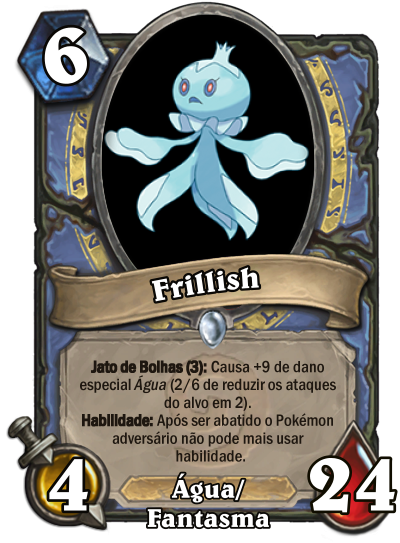 6
Frillish
Jato de Bolhas (3): Causa +9 de dano
especial Água (2/6 de reduzir os ataques
do alvo em 2).
Habilidade: Após ser abatido o Pokémon
adversário não pode mais usar
habilidade.
4
Água/
Fantasma
24